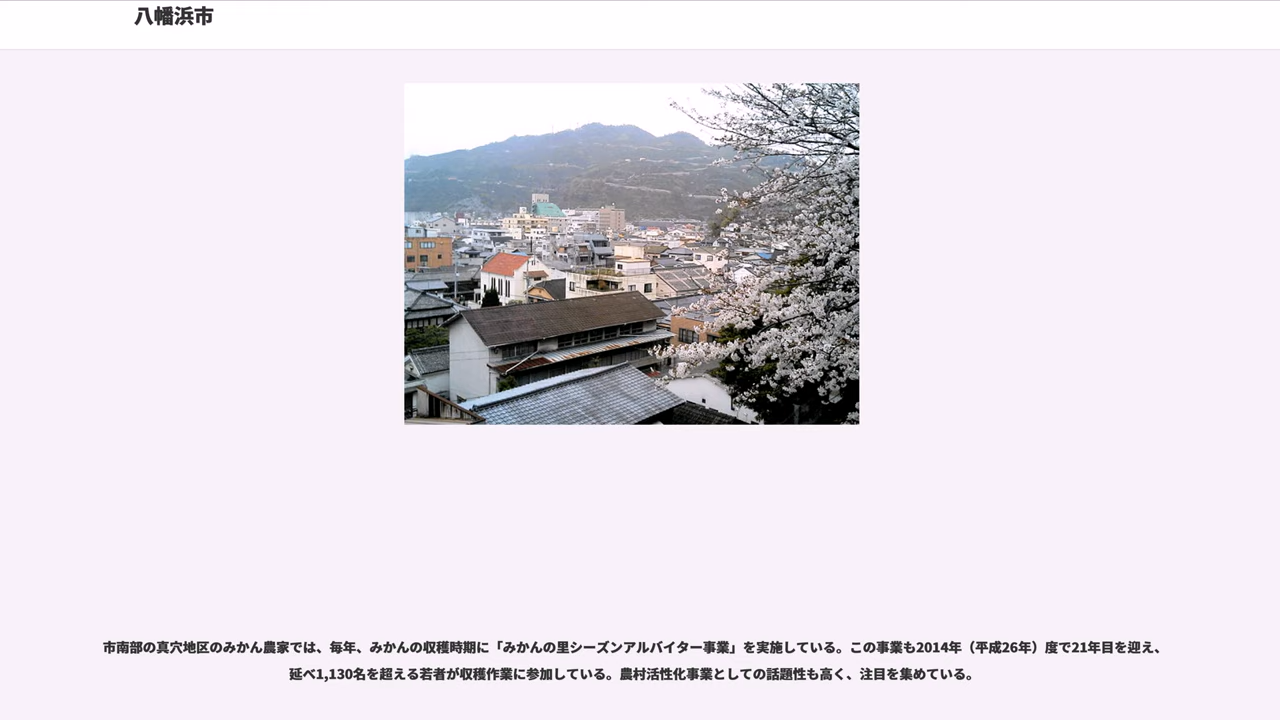 八幡浜市
市南部の真穴地区のみかん農家では、毎年、みかんの収穫時期に「みかんの里シーズンアルバイター事業」を実施している。この事業も2014年（平成26年）度で21年目を迎え、
延べ1,130名を超える若者が収穫作業に参加している。農村活性化事業としての話題性も高く、注目を集めている。